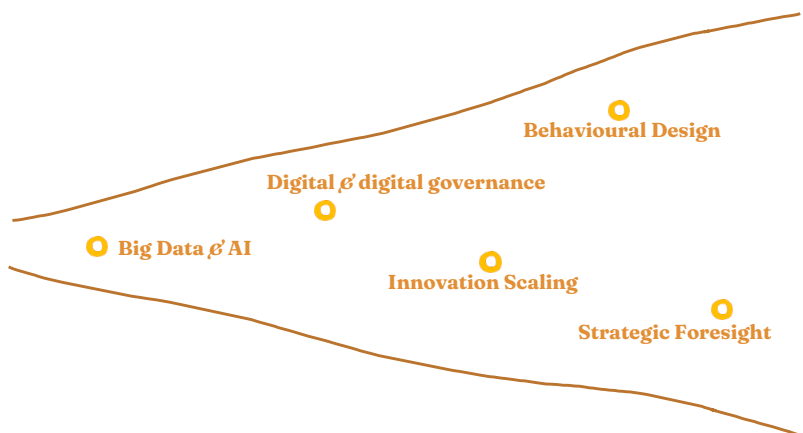 Behavioural Design
Digital & digital governance
Big Data & AI
Innovation Scaling
Strategic Foresight